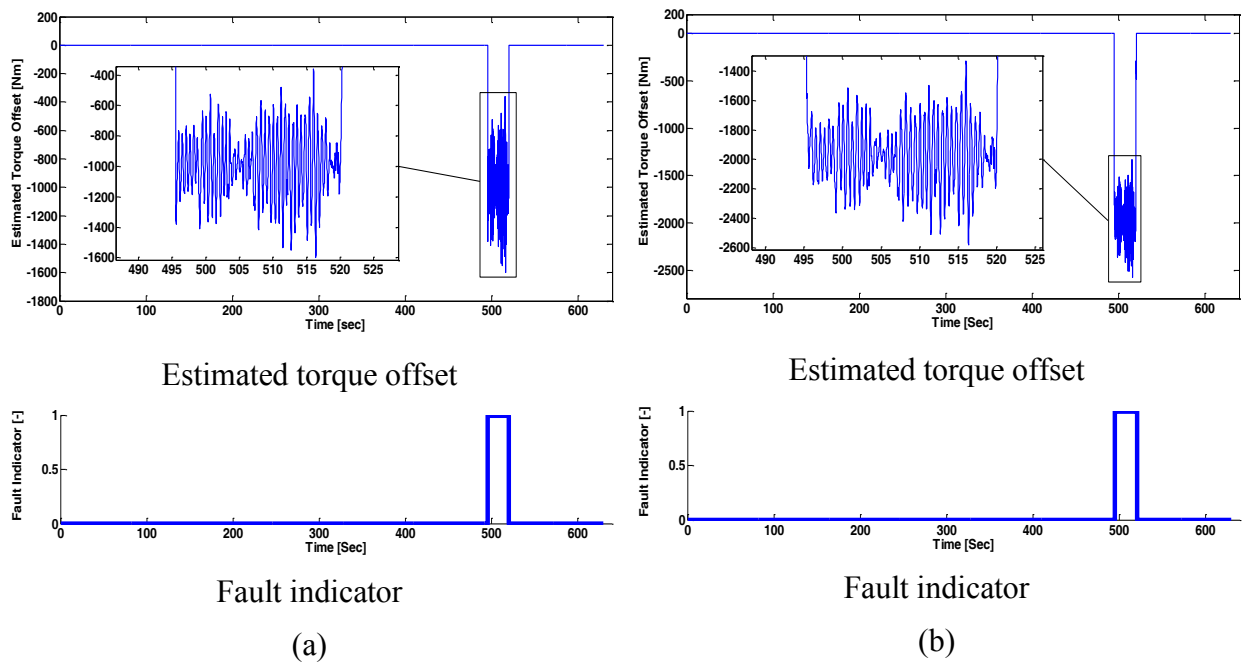 200
0
-200
-400
-600
-800
-1000
-1200
-1400
-1600
-1800
Estimated Torque Offset [Nm]
-400
-600
-800
-1000
-1200
-1400
-1600
490 495 500 505 510 515 520 525
0 100 200 300 400 500 600
Time [sec]
Estimated torque offset
1
0.5
0
Fault Indicator [-]
0 100 200 300 400 500 600
Time [Sec]
Fault indicator
(a)
200
0
-500
-1000
-1500
-2000
-2500
Estimated Torque Offset [Nm]
-1400
-1600
-1800
-2000
-2200
-2400
-2600
490 495 500 505 510 515 520 525
0 100 200 300 400 500 600
Time [sec]
Estimated torque offset
1
0.5
0
Fault Indicator [-]
0 100 200 300 400 500 600
Time [Sec]
Fault indicator
(b)